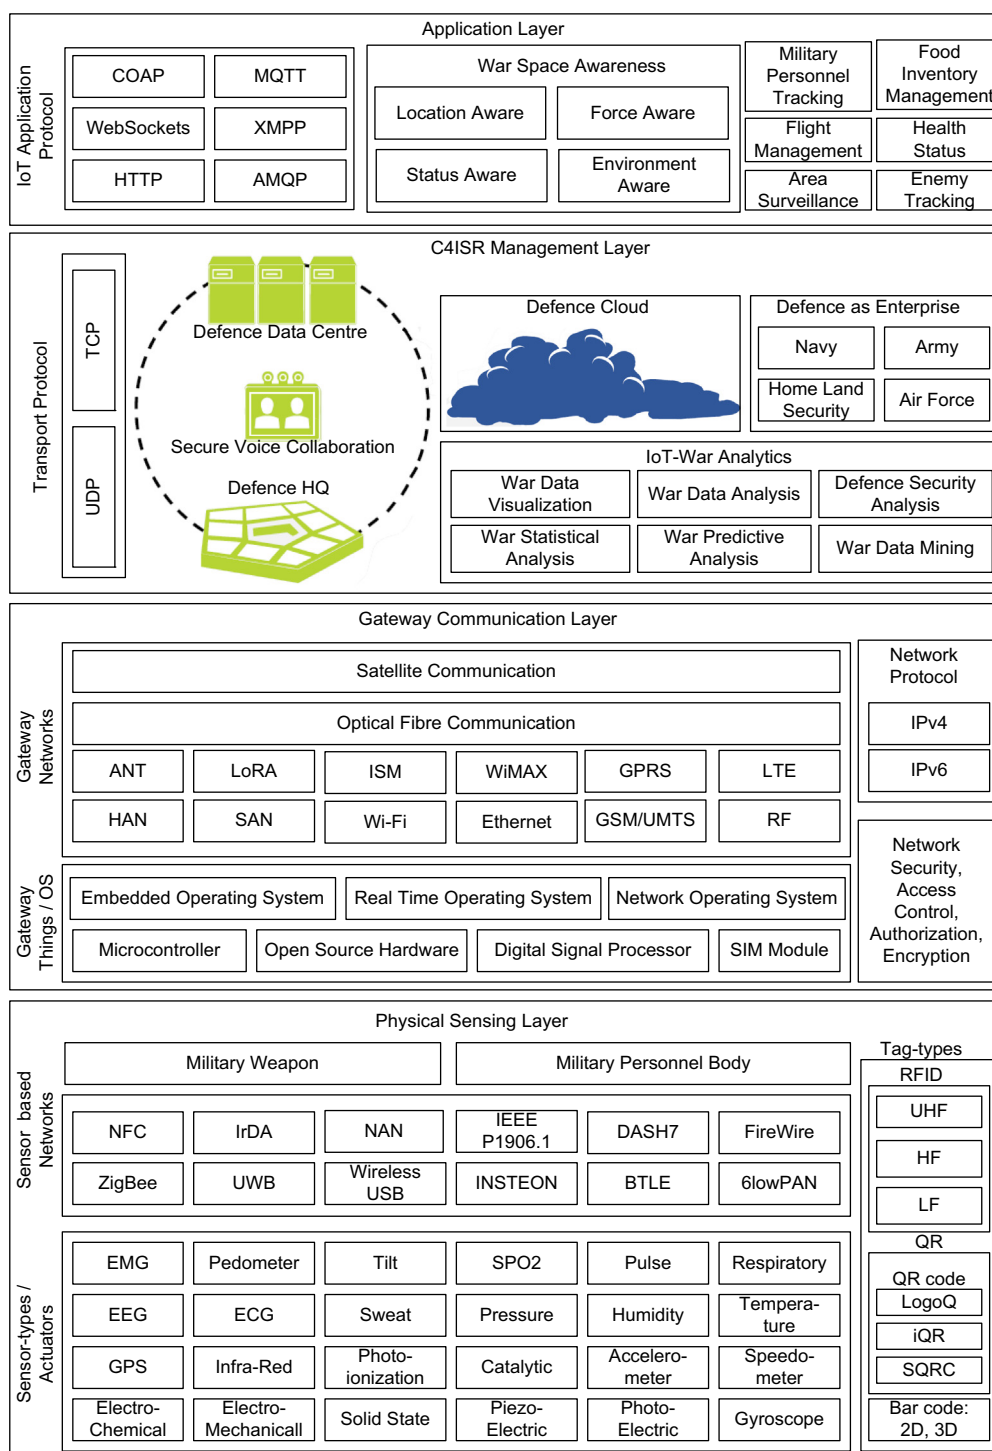 Application Layer
IoT Application
Protocol
COAP
MQTT
WebSockets
XMPP
HTTP
AMQP
War Space Awareness
Location Aware
Force Aware
Status Aware
Environment
Aware
Military
Personnel
Tracking
Food
Inventory
Management
Flight
Management
Health
Status
Area
Surveillance
Enemy
Tracking
C4ISR Management Layer
Transport Protocol
TCP
UDP
Defence Data Centre
Secure Voice Collaboration
Defence HQ
Defence Cloud
Defence as Enterprise
Navy
Army
Home Land
Security
Air Force
IoT-War Analytics
War Data
Visualization
War Data Analysis
Defence Security
Analysis
War Statistical
Analysis
War Predictive
Analysis
War Data Mining
Gateway Communication Layer
Gateway
Networks
Satellite Communication
Optical Fibre Communication
ANT
LoRA
ISM
WiMAX
GPRS
LTE
HAN
SAN
Wi-Fi
Ethernet
GSM/UMTS
RF
Network
Protocol
IPv4
IPv6
Gateway
Things / OS
Embedded Operating System
Real Time Operating System
Network Operating System
Microcontroller
Open Source Hardware
Digital Signal Processor
SIM Module
Network
Security,
Access
Control,
Authorization,
Encryption
Physical Sensing Layer
Sensor based
Networks
Military Weapon
Military Personnel Body
NFC
IrDA
NAN
IEEE
P1906.1
DASH7
FireWire
ZigBee
UWB
Wireless
USB
INSTEON
BTLE
6lowPAN
Sensor-types /
Actuators
EMG
Pedometer
Tilt
SPO2
Pulse
Respiratory
EEG
ECG
Sweat
Pressure
Humidity
Tempera-
ture
GPS
Infra-Red
Photo-
ionization
Catalytic
Accelero-
meter
Speedo-
meter
Electro-
Chemical
Electro-
Mechanicall
Solid State
Piezo-
Electric
Photo-
Electric
Gyroscope
Tag-types
RFID
UHF
HF
LF
QR
QR code
LogoQ
iQR
SQRC
Bar code:
2D, 3D